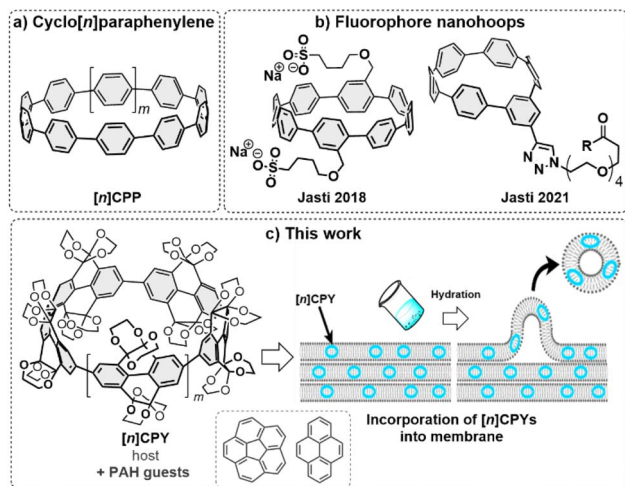 a) Cyclo[n]paraphenylene
m
[n]CPP
b) Fluorophore nanohoops
O
O
S
O
O
Na⊕
⊖
Na⊕
⊖
O
O
S
O
O
Jasti 2018
N
N
N
R
O
O
4
Jasti 2021
c) This work
O O
m
[n]CPY
host
+ PAH guests
[n]CPY
Hydration
Incorporation of [n]CPYs
into membrane